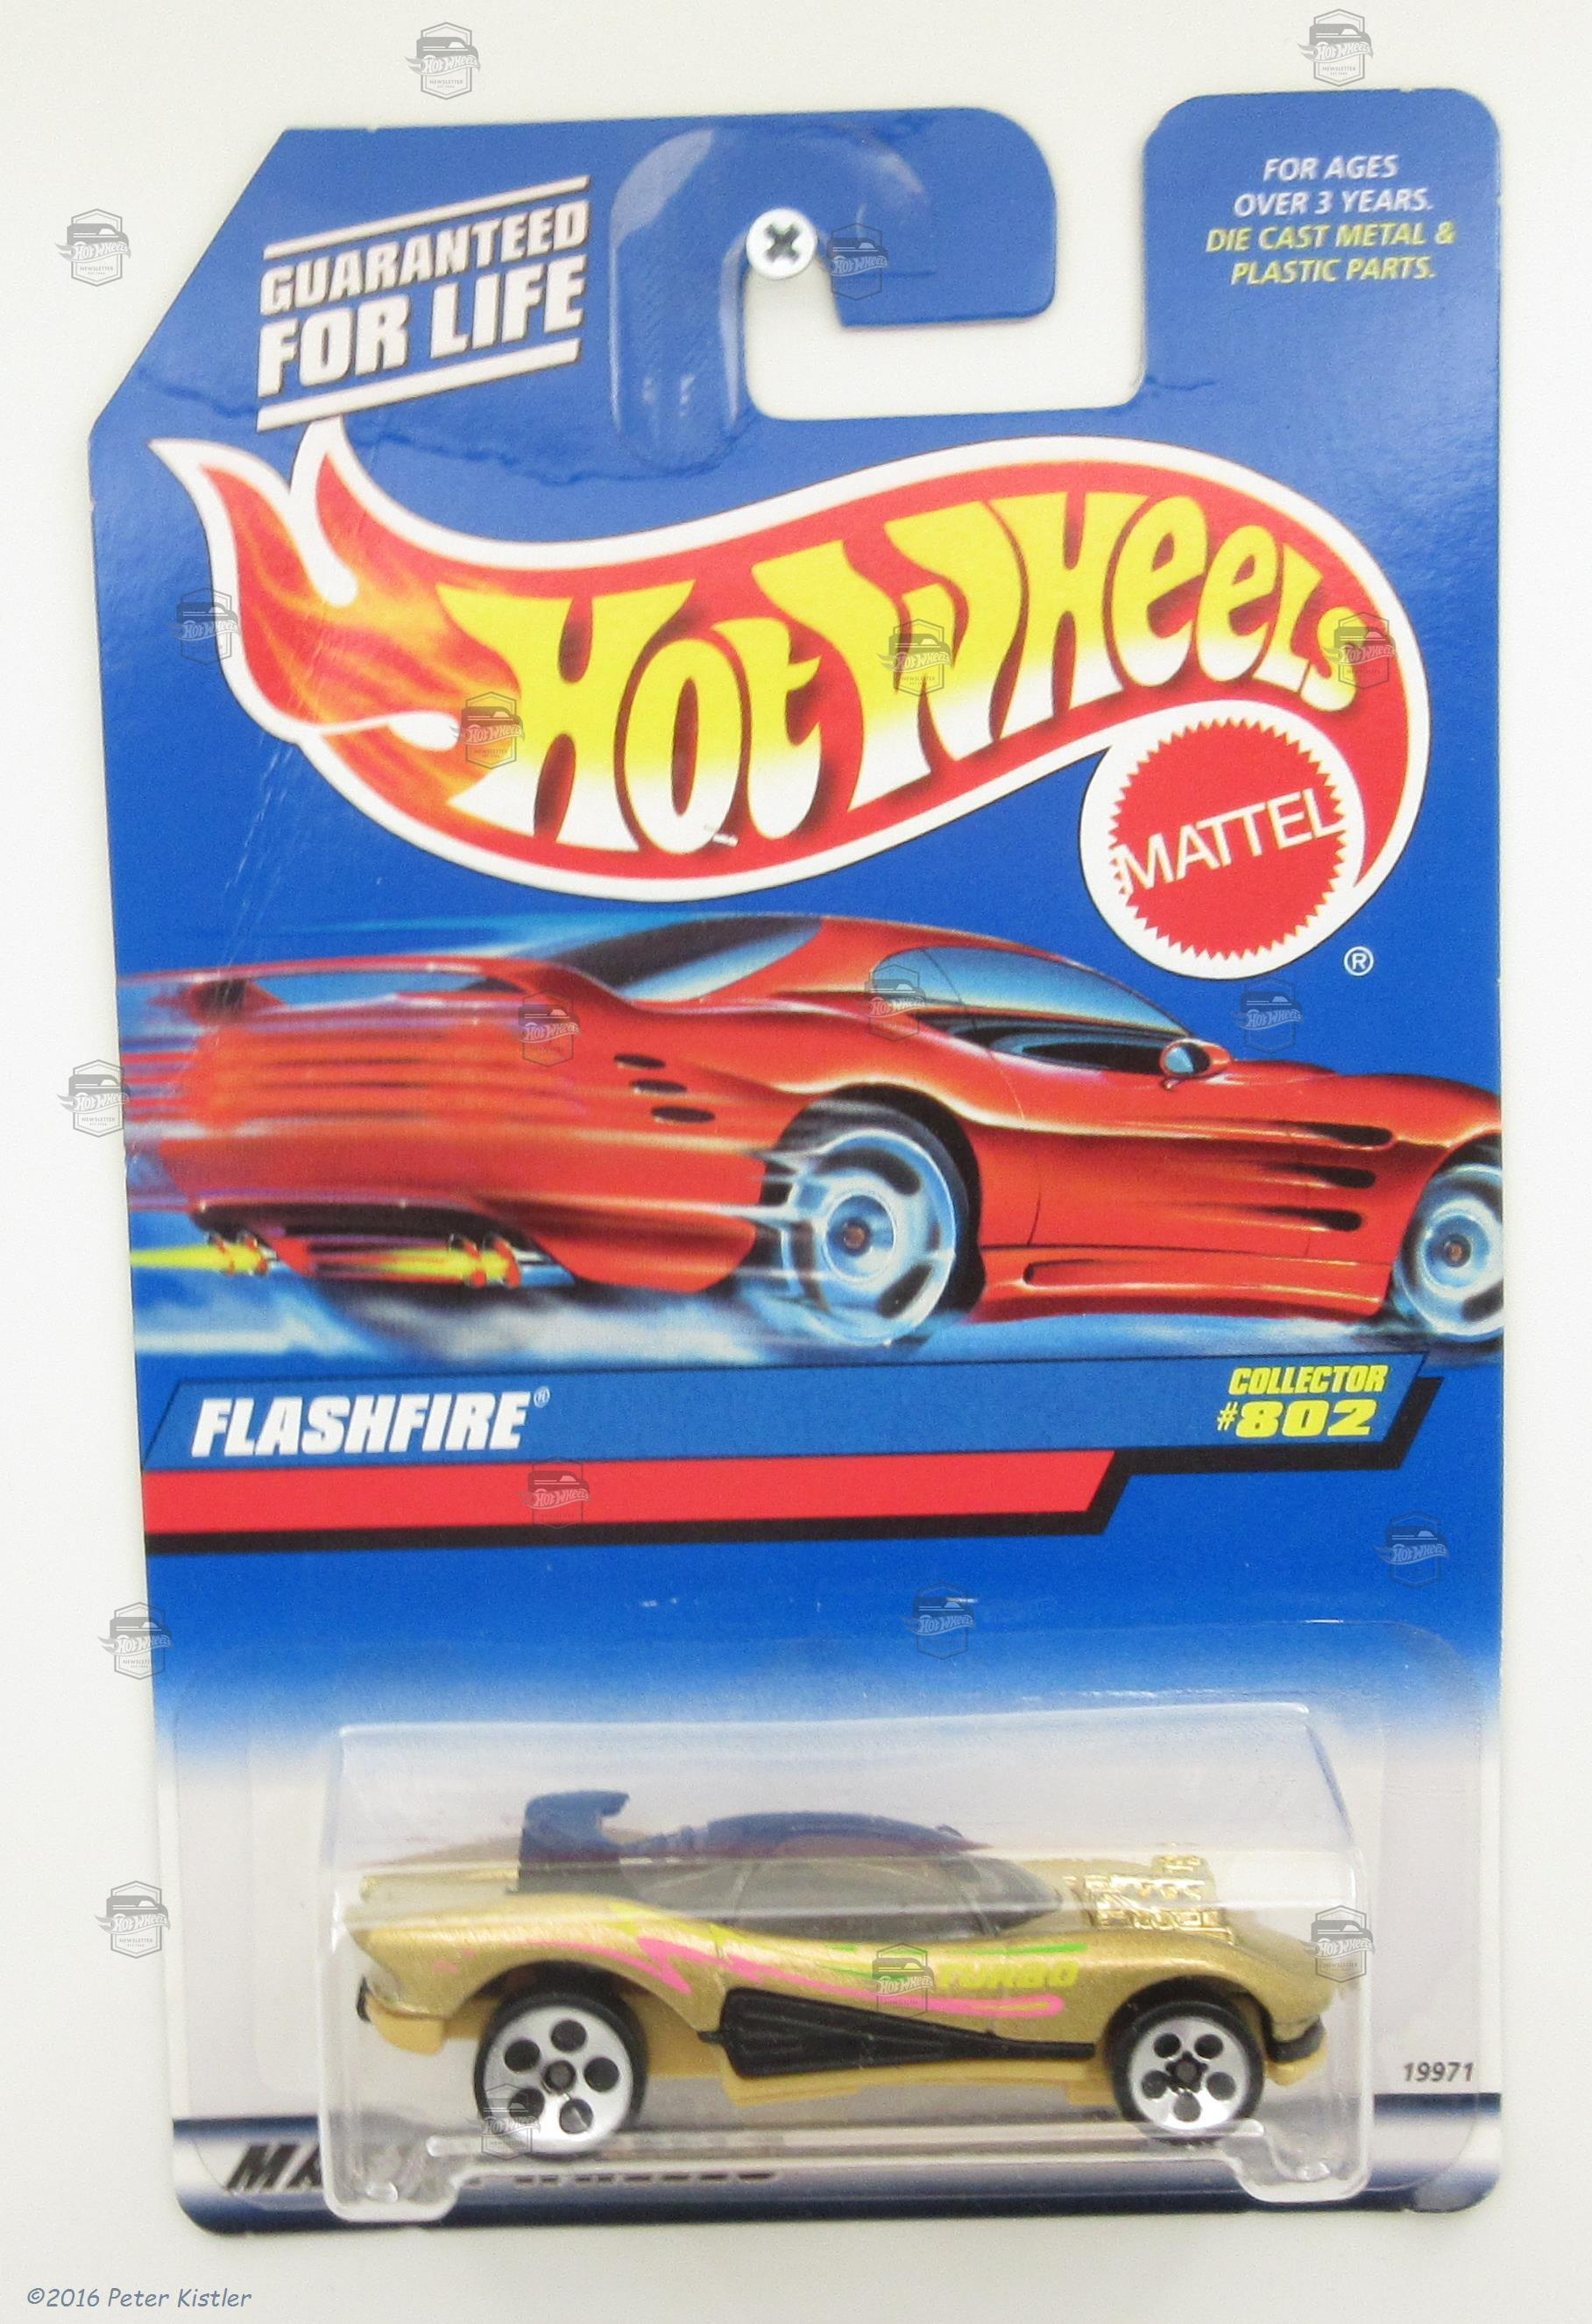 GUARANTEED
FOR LIFE
FOR AGES
OVER 3 YEARS.
DIE CAST METAL &
PLASTIC PARTS.
HOT WHEELS
MATTEL
®
FLASHFIRE®
COLLECTOR
#802
TURBO
19971
©2016 Peter Kistler